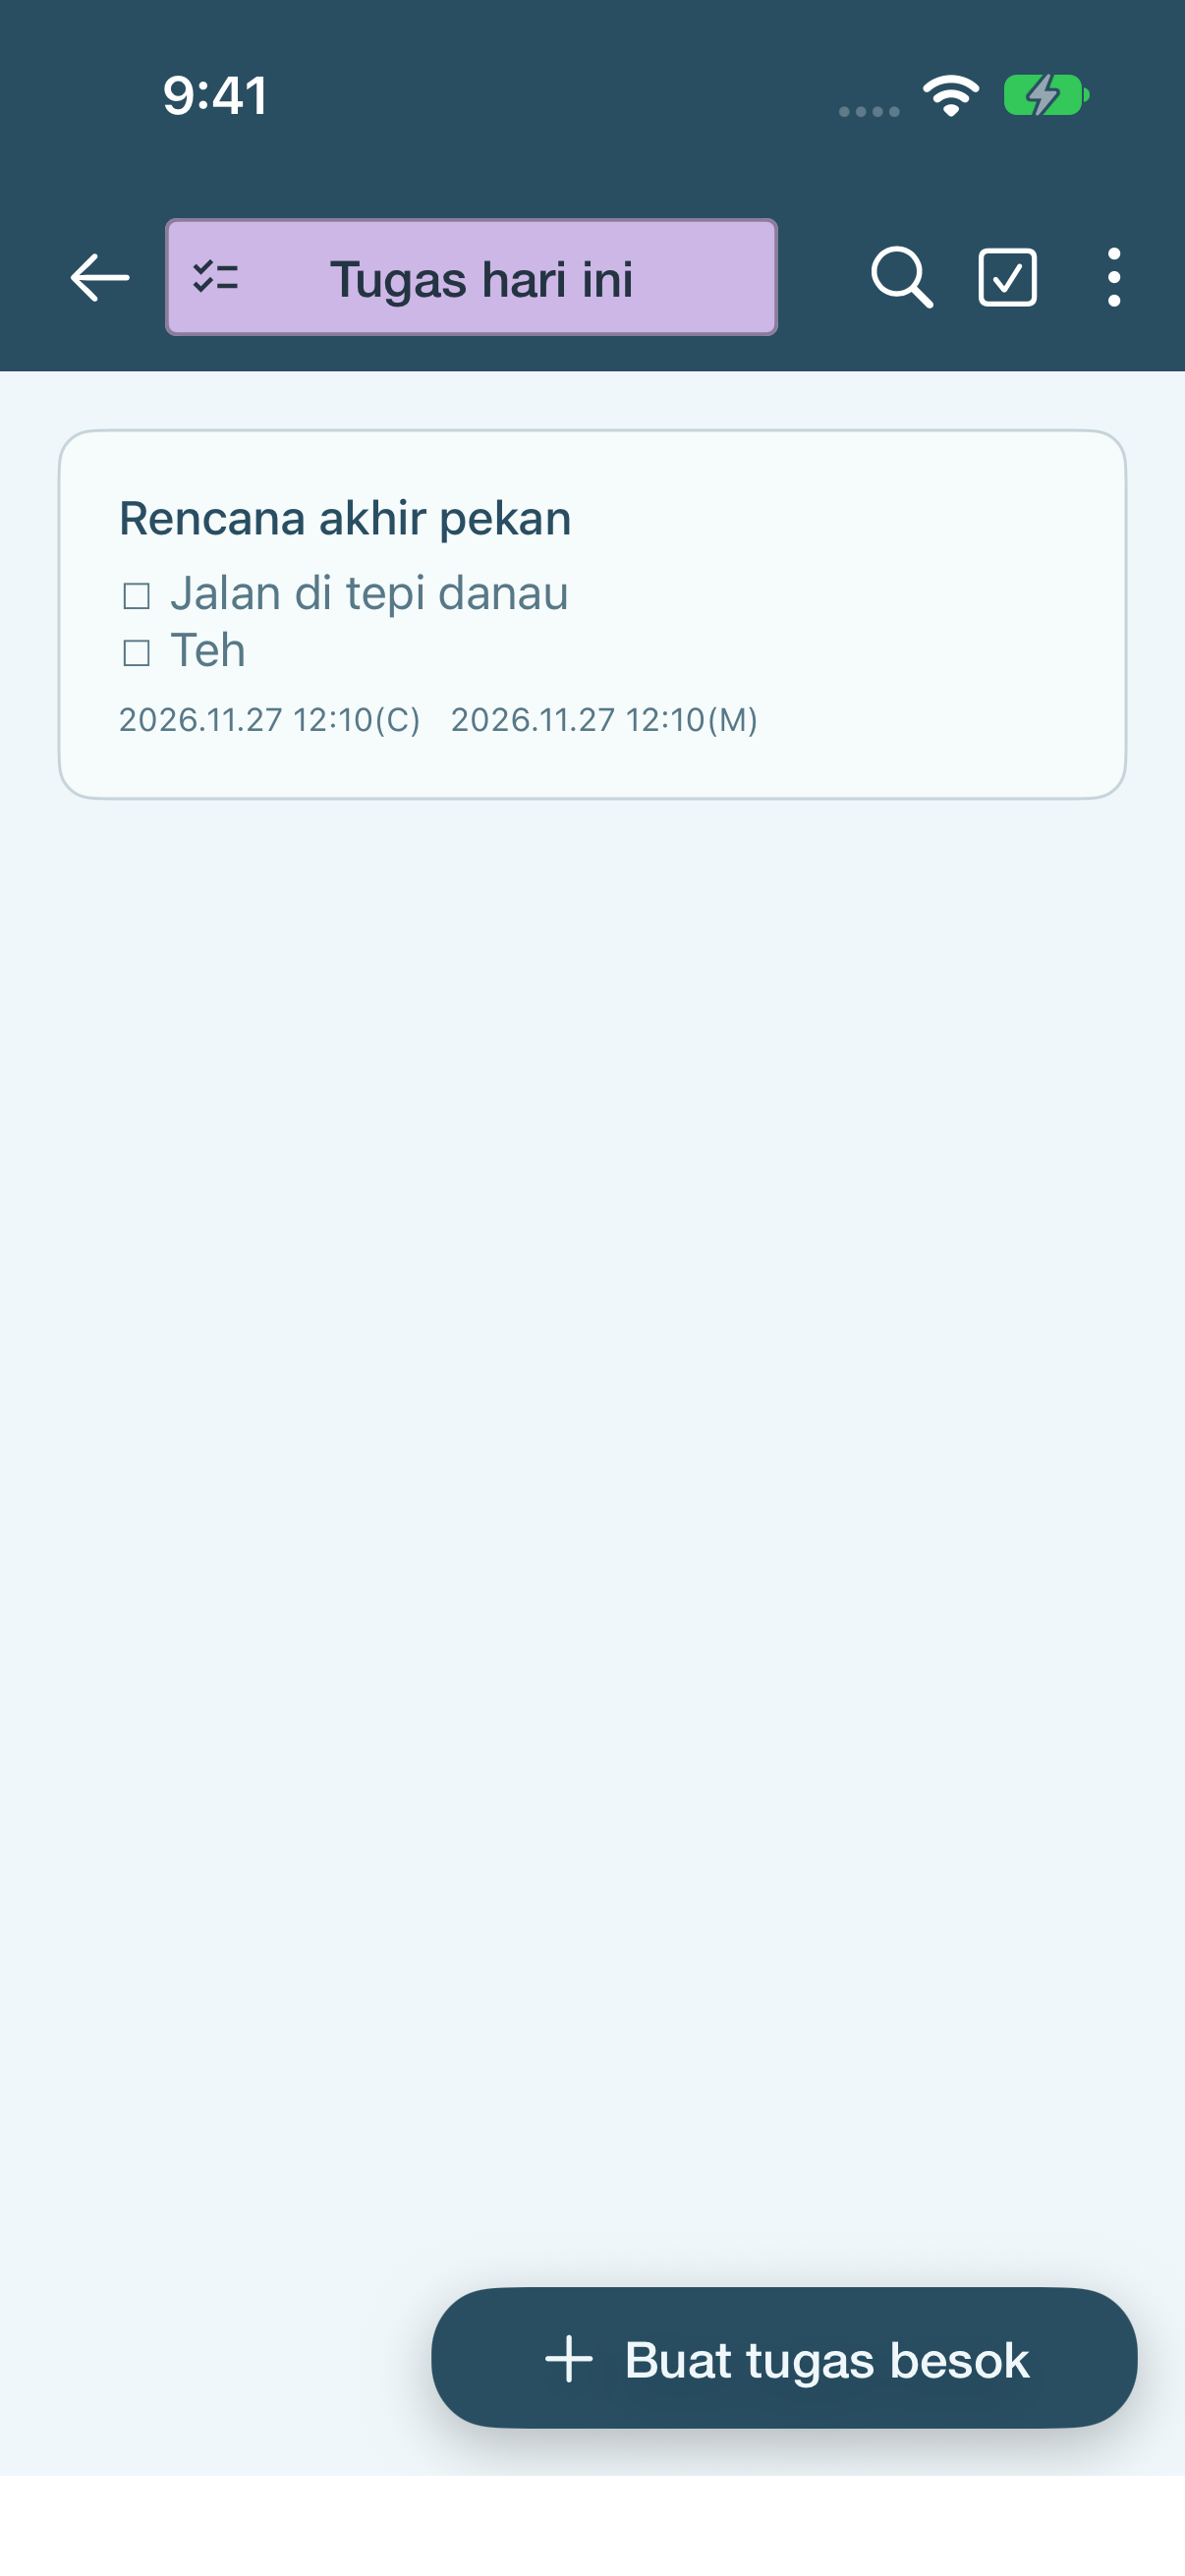 9:41
Tugas hari ini
Rencana akhir pekan
☐ Jalan di tepi danau
☐ Teh
2026.11.27 12:10(C) 2026.11.27 12:10(M)
+ Buat tugas besok